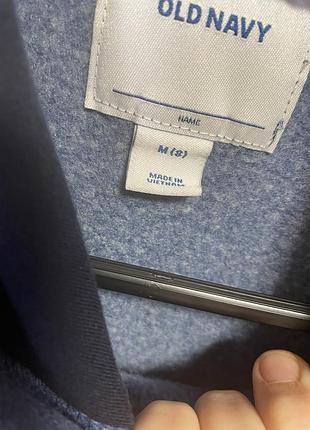 OLD NAVY
NAME
M (8)
MADE IN
VIETNAM